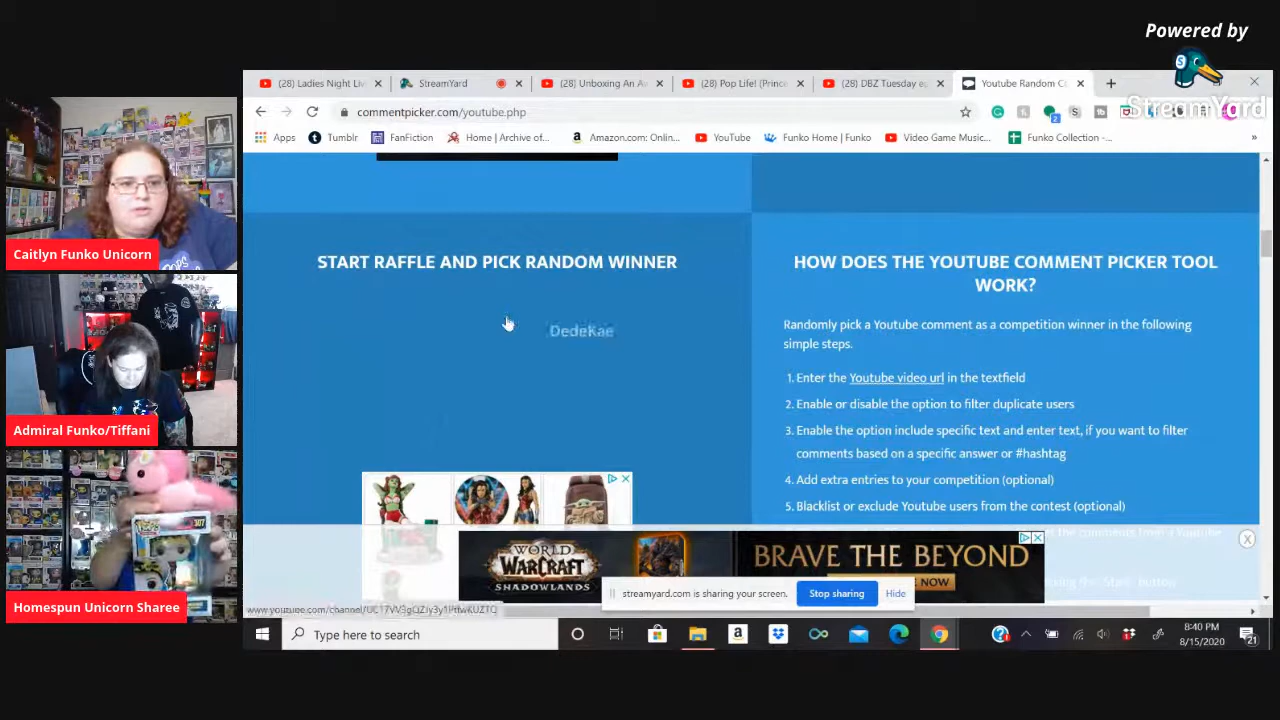 Powered by
StreamYard
(28) Ladies Night Liv
StreamYard
(28) Unboxing An Aw
(28) Pop Life! (Prince
(28) DBZ Tuesday ep
Youtube Random Co
commentpicker.com/youtube.php
Apps
Tumblr
FanFiction
Home | Archive of...
Amazon.com: Onlin...
YouTube
Funko Home | Funko
Video Game Music...
Funko Collection -...
Caitlyn Funko Unicorn
Admiral Funko/Tiffani
Homespun Unicorn Sharee
START RAFFLE AND PICK RANDOM WINNER
DedeKae
HOW DOES THE YOUTUBE COMMENT PICKER TOOL
WORK?
Randomly pick a Youtube comment as a competition winner in the following
simple steps.
1. Enter the Youtube video url in the textfield
2. Enable or disable the option to filter duplicate users
3. Enable the option include specific text and enter text, if you want to filter
comments based on a specific answer or #hashtag
4. Add extra entries to your competition (optional)
5. Blacklist or exclude Youtube users from the contest (optional)
WORLD
WARCRAFT
SHADOWLANDS
BRAVE THE BEYOND
NOW
streamyard.com is sharing your screen.
Stop sharing
Hide
Type here to search
8:40 PM
8/15/2020
21